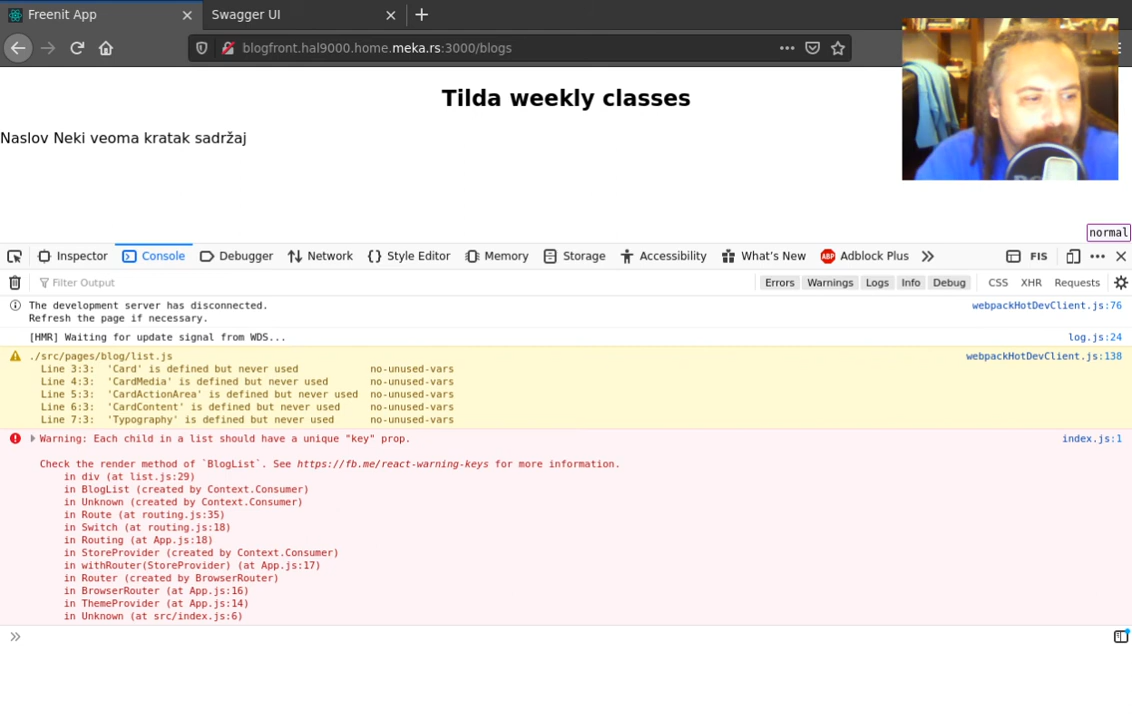 Freenit App
Swagger UI
blogfront.hal9000.home.meka.rs:3000/blogs
Tilda weekly classes
Naslov Neki veoma kratak sadržaj
normal
Inspector Console Debugger Network Style Editor Memory Storage Accessibility What's New Adblock Plus FIS
Filter Output Errors Warnings Logs Info Debug CSS XHR Requests
The development server has disconnected. webpackHotDevClient.js:76
Refresh the page if necessary.
[HMR] Waiting for update signal from WDS... log.js:24
./src/pages/blog/list.js webpackHotDevClient.js:138
Line 3:3: 'Card' is defined but never used no-unused-vars
Line 4:3: 'CardMedia' is defined but never used no-unused-vars
Line 5:3: 'CardActionArea' is defined but never used no-unused-vars
Line 6:3: 'CardContent' is defined but never used no-unused-vars
Line 7:3: 'Typography' is defined but never used no-unused-vars
Warning: Each child in a list should have a unique "key" prop. index.js:1
Check the render method of `BlogList`. See https://fb.me/react-warning-keys for more information.
in div (at list.js:29)
in BlogList (created by Context.Consumer)
in Unknown (created by Context.Consumer)
in Route (at routing.js:35)
in Switch (at routing.js:18)
in Routing (at App.js:18)
in StoreProvider (created by Context.Consumer)
in withRouter(StoreProvider) (at App.js:17)
in Router (created by BrowserRouter)
in BrowserRouter (at App.js:16)
in ThemeProvider (at App.js:14)
in Unknown (at src/index.js:6)